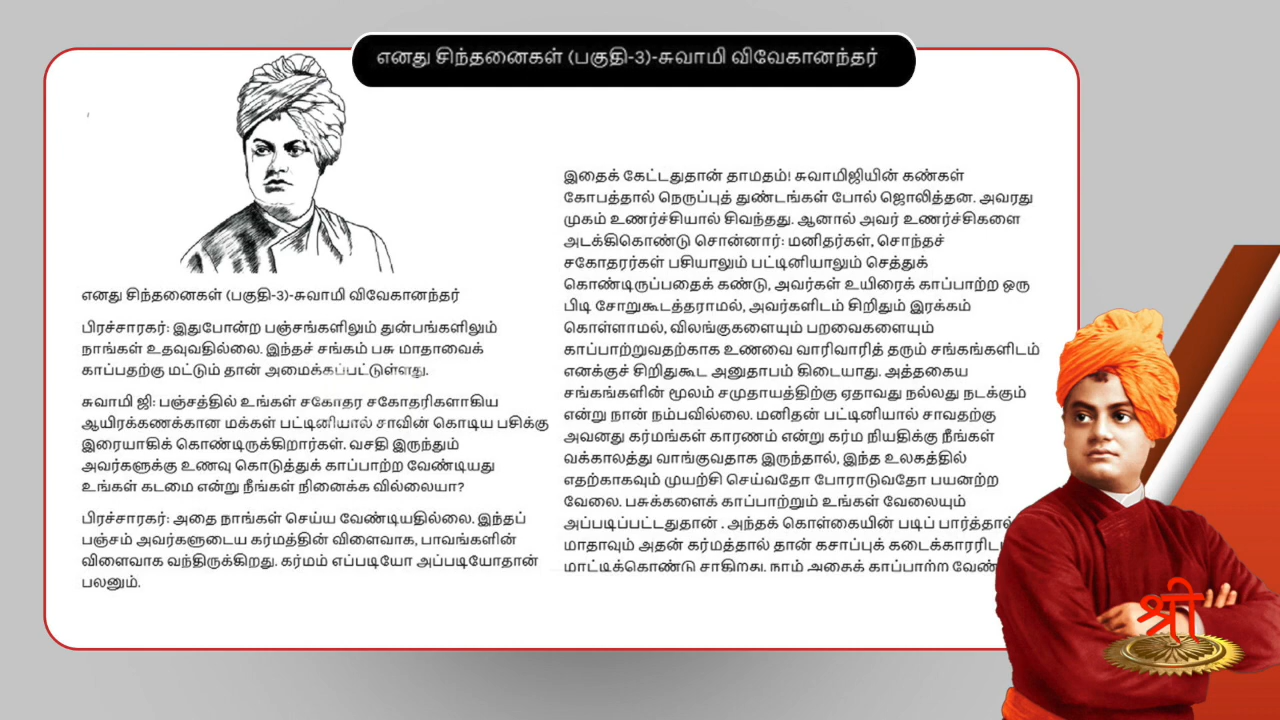 எனது சிந்தனைகள் (பகுதி-3)-சுவாமி விவேகானந்தர்
எனது சிந்தனைகள் (பகுதி-3)-சுவாமி விவேகானந்தர்
பிரச்சாரகர்: இதுபோன்ற பஞ்சங்களிலும் துன்பங்களிலும்
நாங்கள் உதவுவதில்லை. இந்தச் சங்கம் பசு மாதாவைக்
காப்பதற்கு மட்டும் தான் அமைக்கப்பட்டுள்ளது.
சுவாமி ஜி: பஞ்சத்தில் உங்கள் சகோதர சகோதரிகளாகிய
ஆயிரக்கணக்கான மக்கள் பட்டினியால் சாவின் கொடிய பசிக்கு
இரையாகிக் கொண்டிருக்கிறார்கள். வசதி இருந்தும்
அவர்களுக்கு உணவு கொடுத்துக் காப்பாற்ற வேண்டியது
உங்கள் கடமை என்று நீங்கள் நினைக்க வில்லையா?
பிரச்சாரகர்: அதை நாங்கள் செய்ய வேண்டியதில்லை. இந்தப்
பஞ்சம் அவர்களுடைய கர்மத்தின் விளைவாக, பாவங்களின்
விளைவாக வந்திருக்கிறது. கர்மம் எப்படியோ அப்படியோதான்
பலனும்.
இதைக் கேட்டதுதான் தாமதம்! சுவாமிஜியின் கண்கள்
கோபத்தால் நெருப்புத் துண்டங்கள் போல் ஜொலித்தன. அவரது
முகம் உணர்ச்சியால் சிவந்தது. ஆனால் அவர் உணர்ச்சிகளை
அடக்கிகொண்டு சொன்னார்: மனிதர்கள், சொந்தச்
சகோதரர்கள் பசியாலும் பட்டினியாலும் செத்துக்
கொண்டிருப்பதைக் கண்டு, அவர்கள் உயிரைக் காப்பாற்ற ஒரு
பிடி சோறுகூடத்தராமல், அவர்களிடம் சிறிதும் இரக்கம்
கொள்ளாமல், விலங்குகளையும் பறவைகளையும்
காப்பாற்றுவதற்காக உணவை வாரிவாரித் தரும் சங்கங்களிடம்
எனக்குச் சிறிதுகூட அனுதாபம் கிடையாது. அத்தகைய
சங்கங்களின் மூலம் சமுதாயத்திற்கு ஏதாவது நல்லது நடக்கும்
என்று நான் நம்பவில்லை. மனிதன் பட்டினியால் சாவதற்கு
அவனது கர்மங்கள் காரணம் என்று கர்ம நியதிக்கு நீங்கள்
வக்காலத்து வாங்குவதாக இருந்தால், இந்த உலகத்தில்
எதற்காகவும் முயற்சி செய்வதோ போராடுவதோ பயனற்ற
வேலை. பசுக்களைக் காப்பாற்றும் உங்கள் வேலையும்
அப்படிப்பட்டதுதான் . அந்தக் கொள்கையின் படிப் பார்த்தால்
மாதாவும் அதன் கர்மத்தால் தான் கசாப்புக் கடைக்காரரிட
மாட்டிக்கொண்டு சாகிறது. நாம் அதைக் காப்பாற்ற வேண்
श्री